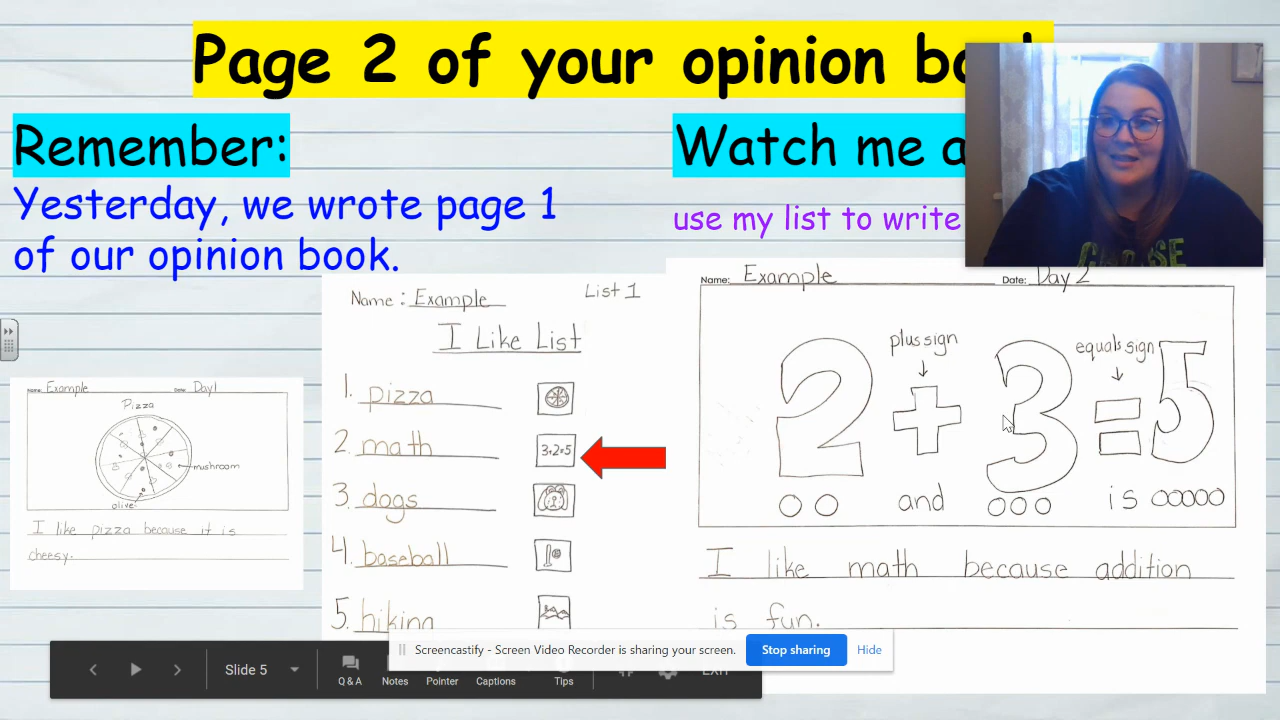 Page 2 of your opinion
Remember:
Yesterday, we wrote page 1
of our opinion book.
Watch me
use my list to write
Name: Example Date: Day 1
Pizza
mushroom
olive
I like pizza because it is
cheesy.
Name: Example List 1
I Like List
1. pizza
2. math 3+2=5
3. dogs
4. baseball
5. hiking
Name: Example Date: Day 2
plus sign equals sign
2 + 3 = 5
and is
I like math because addition
is fun.
Screencastify - Screen Video Recorder is sharing your screen. Stop sharing Hide
Slide 5 Q & A Notes Pointer Captions Tips EXIT